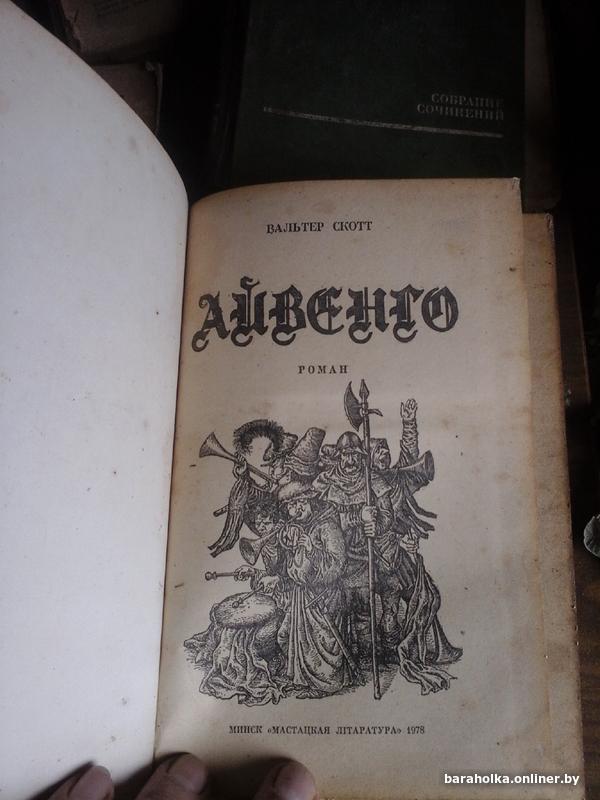 СОБРАНИЕ
СОЧИНЕНИЙ
ВАЛЬТЕР СКОТТ
АЙВЕНГО
РОМАН
МИНСК «МАСТАЦКАЯ ЛІТАРАТУРА» 1978
baraholka.onliner.by